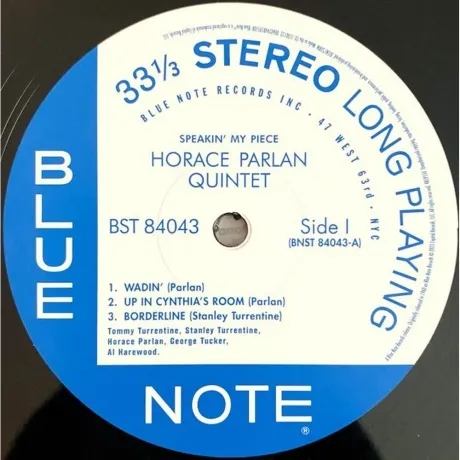 33⅓ STEREO LONG PLAYING
BLUE NOTE RECORDS INC · 47 WEST 63rd · NYC
SPEAKIN' MY PIECE
HORACE PARLAN
QUINTET
BST 84043
Side I
(BNST 84043-A)
1. WADIN' (Parlan)
2. UP IN CYNTHIA'S ROOM (Parlan)
3. BORDERLINE (Stanley Turrentine)
Tommy Turrentine, Stanley Turrentine,
Horace Parlan, George Tucker,
Al Harewood.
BLUE
NOTE
®